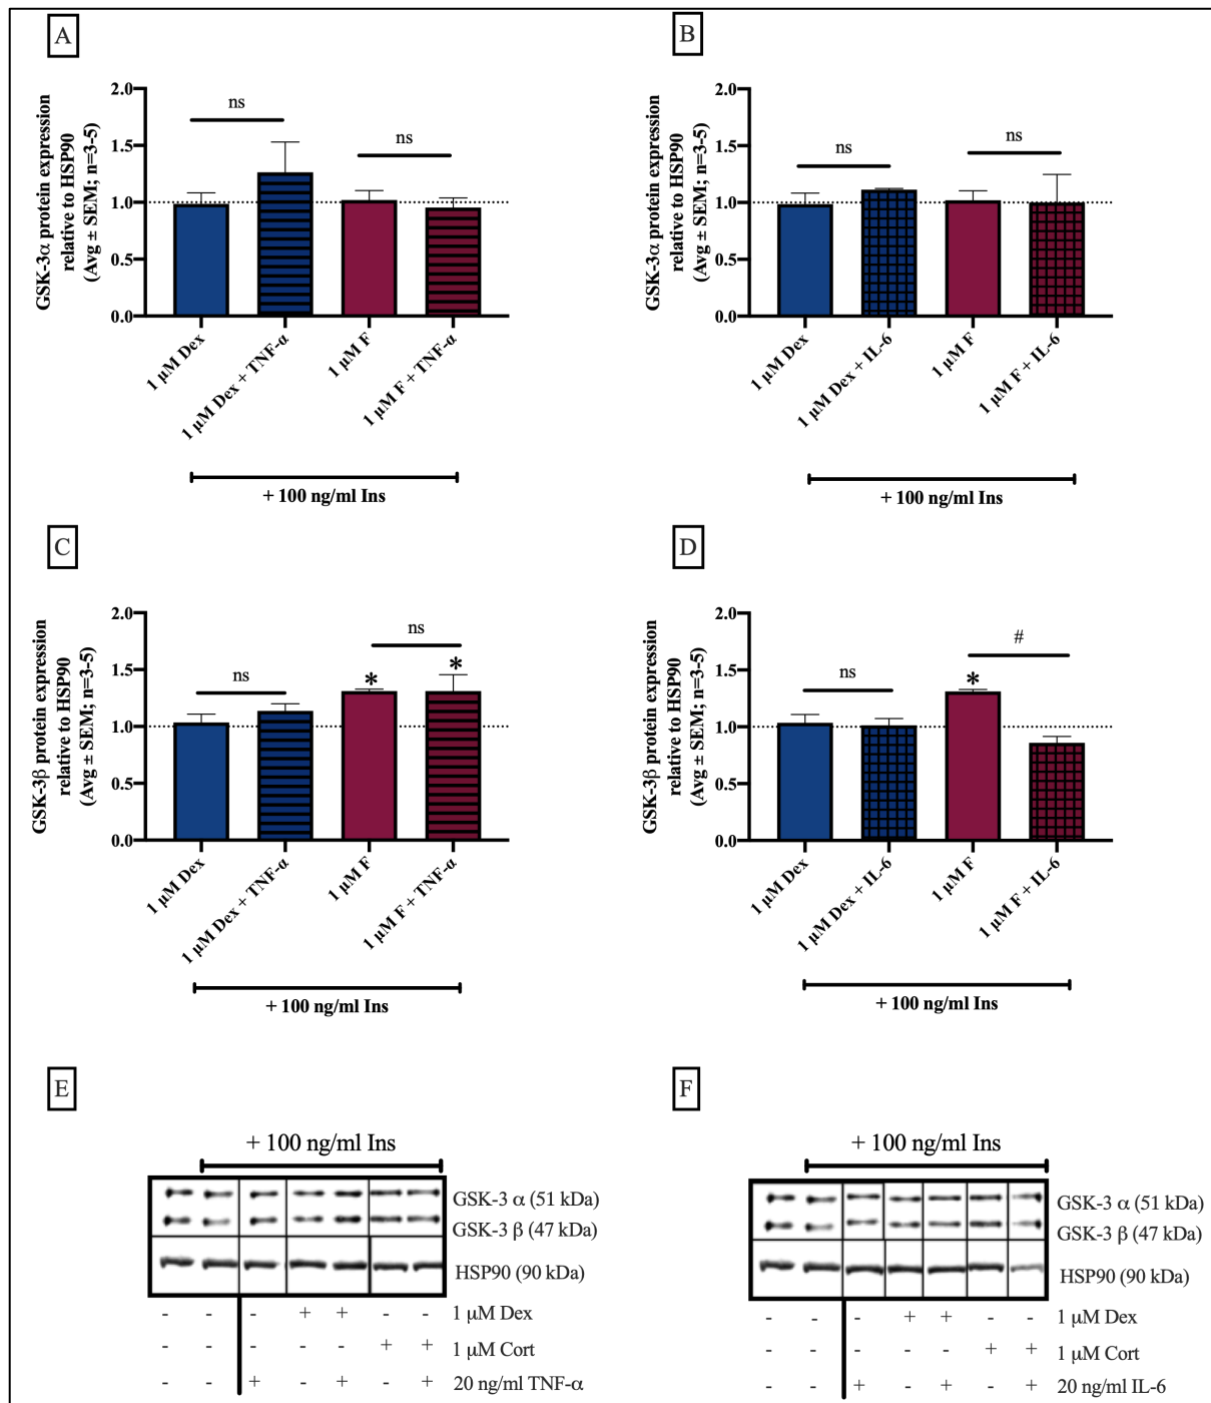 A
GSK-3α protein expression
relative to HSP90
(Avg ± SEM; n=3-5)
2.0
1.5
1.0
0.5
0.0
ns
ns
1 µM Dex
1 µM Dex + TNF-α
1 µM F
1 µM F + TNF-α
+ 100 ng/ml Ins
B
GSK-3α protein expression
relative to HSP90
(Avg ± SEM; n=3-5)
2.0
1.5
1.0
0.5
0.0
ns
ns
1 µM Dex
1 µM Dex + IL-6
1 µM F
1 µM F + IL-6
+ 100 ng/ml Ins
C
GSK-3β protein expression
relative to HSP90
(Avg ± SEM; n=3-5)
2.0
1.5
1.0
0.5
0.0
ns
ns
*
*
1 µM Dex
1 µM Dex + TNF-α
1 µM F
1 µM F + TNF-α
+ 100 ng/ml Ins
D
GSK-3β protein expression
relative to HSP90
(Avg ± SEM; n=3-5)
2.0
1.5
1.0
0.5
0.0
ns
#
*
1 µM Dex
1 µM Dex + IL-6
1 µM F
1 µM F + IL-6
+ 100 ng/ml Ins
E
+ 100 ng/ml Ins
GSK-3 α (51 kDa)
GSK-3 β (47 kDa)
HSP90 (90 kDa)
- - - + + - - 1 µM Dex
- - - - - + + 1 µM Cort
- - + - + - + 20 ng/ml TNF-α
F
+ 100 ng/ml Ins
GSK-3 α (51 kDa)
GSK-3 β (47 kDa)
HSP90 (90 kDa)
- - - + + - - 1 µM Dex
- - - - - + + 1 µM Cort
- - + - + - + 20 ng/ml IL-6